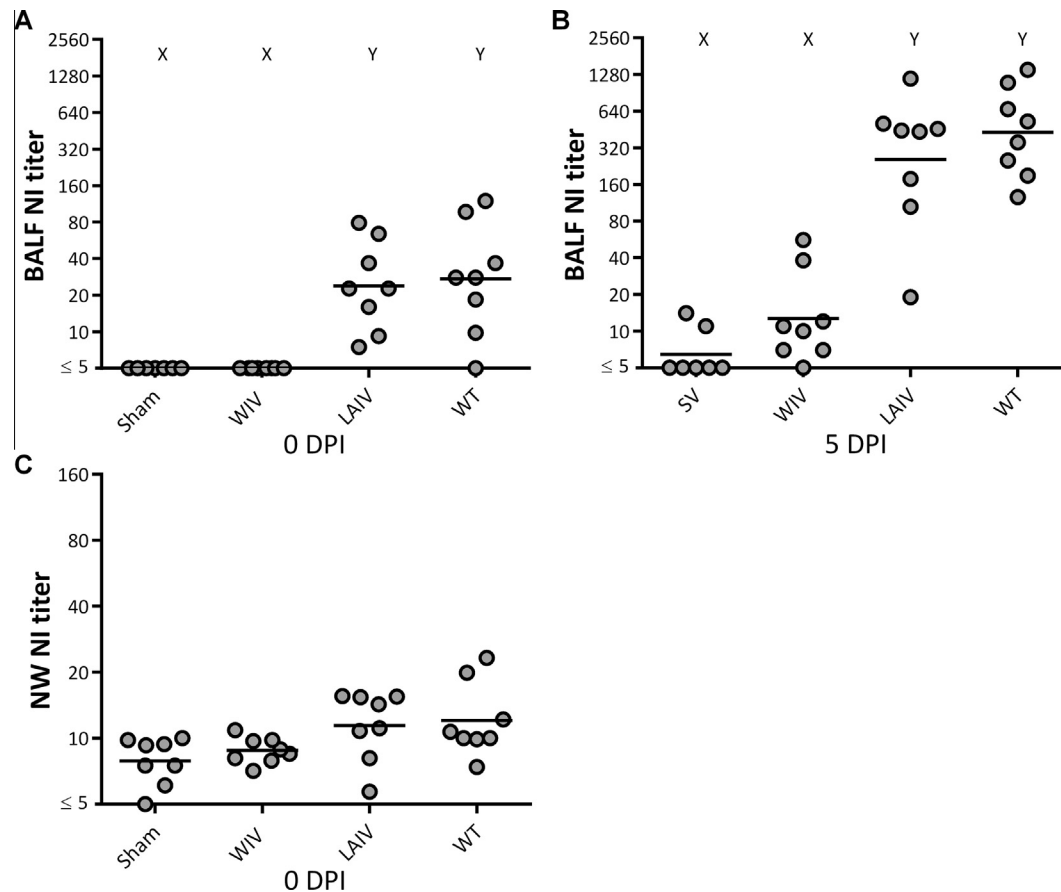 A
BALF NI titer
2560
1280
640
320
160
80
40
20
10
≤ 5
X X Y Y
Sham WIV LAIV WT
0 DPI
B
BALF NI titer
2560
1280
640
320
160
80
40
20
10
≤ 5
X X Y Y
SV WIV LAIV WT
5 DPI
C
NW NI titer
160
80
40
20
10
≤ 5
Sham WIV LAIV WT
0 DPI